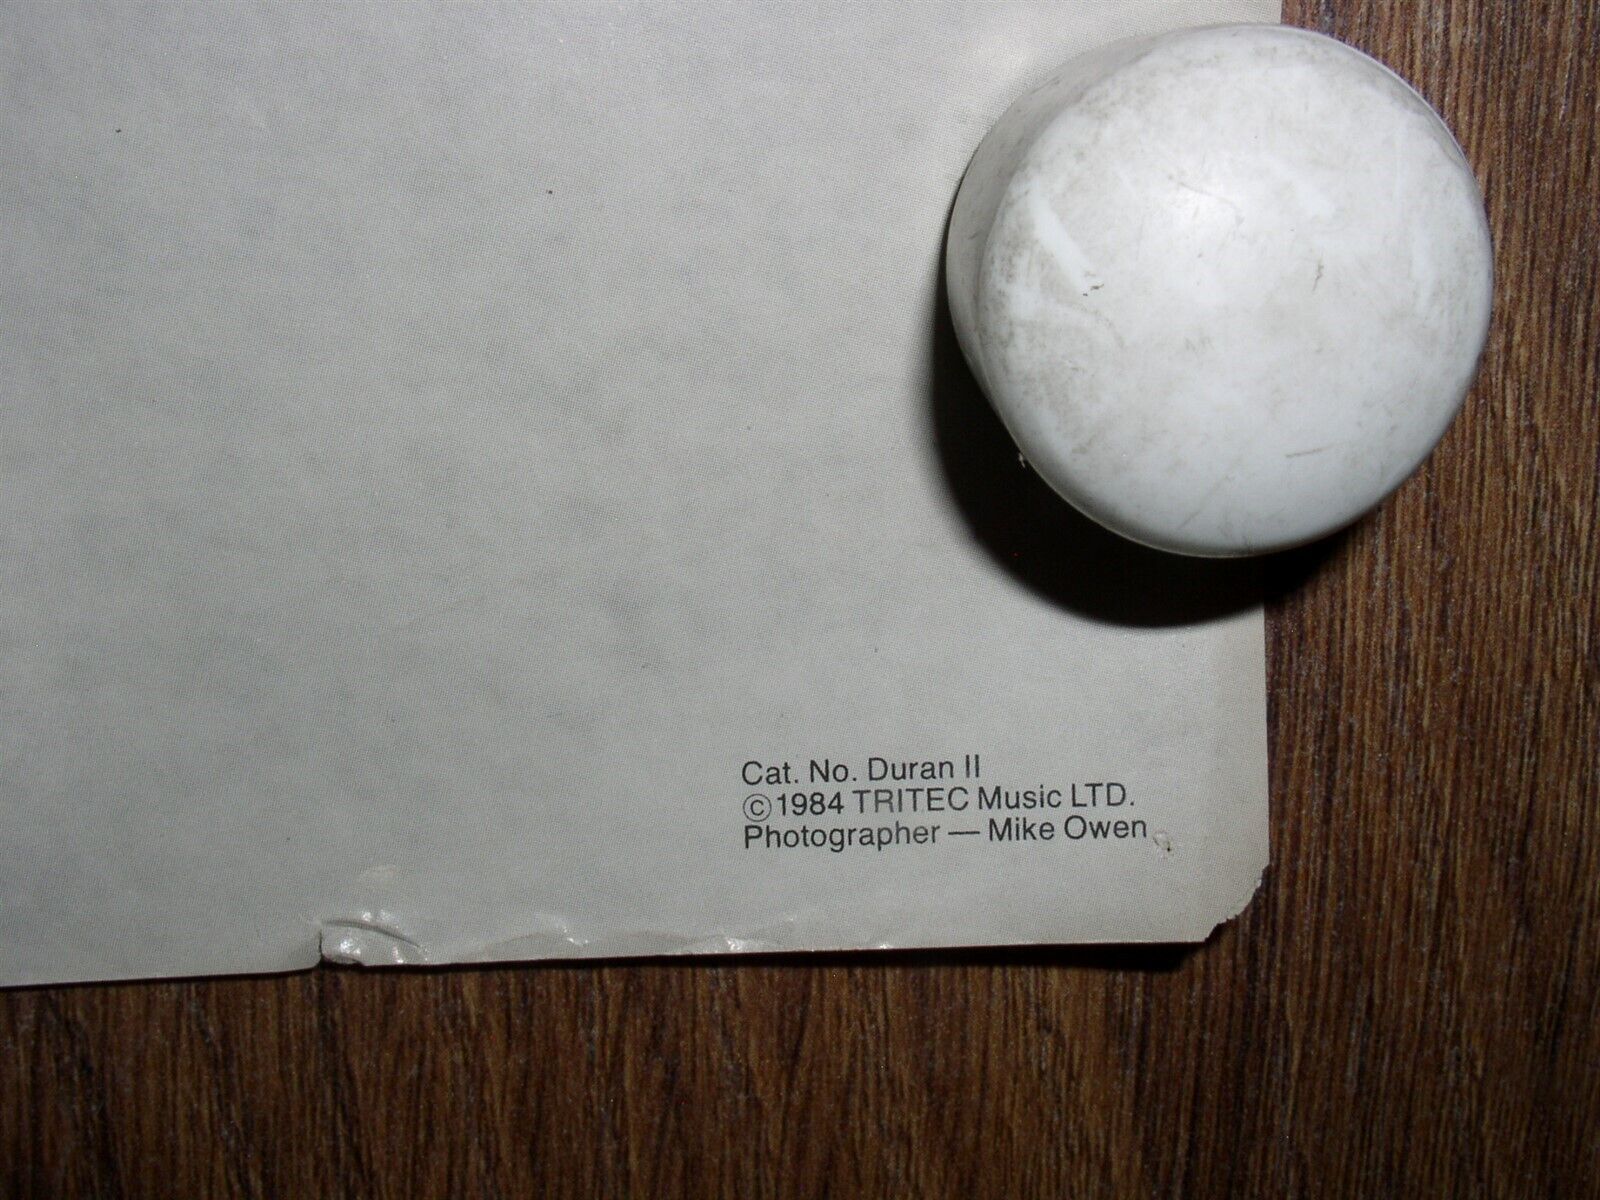 Cat. No. Duran II
©1984 TRITEC Music LTD.
Photographer — Mike Owen